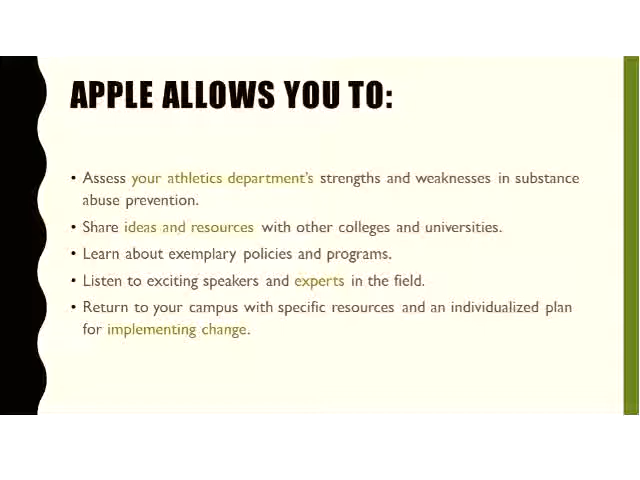 APPLE ALLOWS YOU TO:
• Assess your athletics department's strengths and weaknesses in substance
abuse prevention.
• Share ideas and resources with other colleges and universities.
• Learn about exemplary policies and programs.
• Listen to exciting speakers and experts in the field.
• Return to your campus with specific resources and an individualized plan
for implementing change.